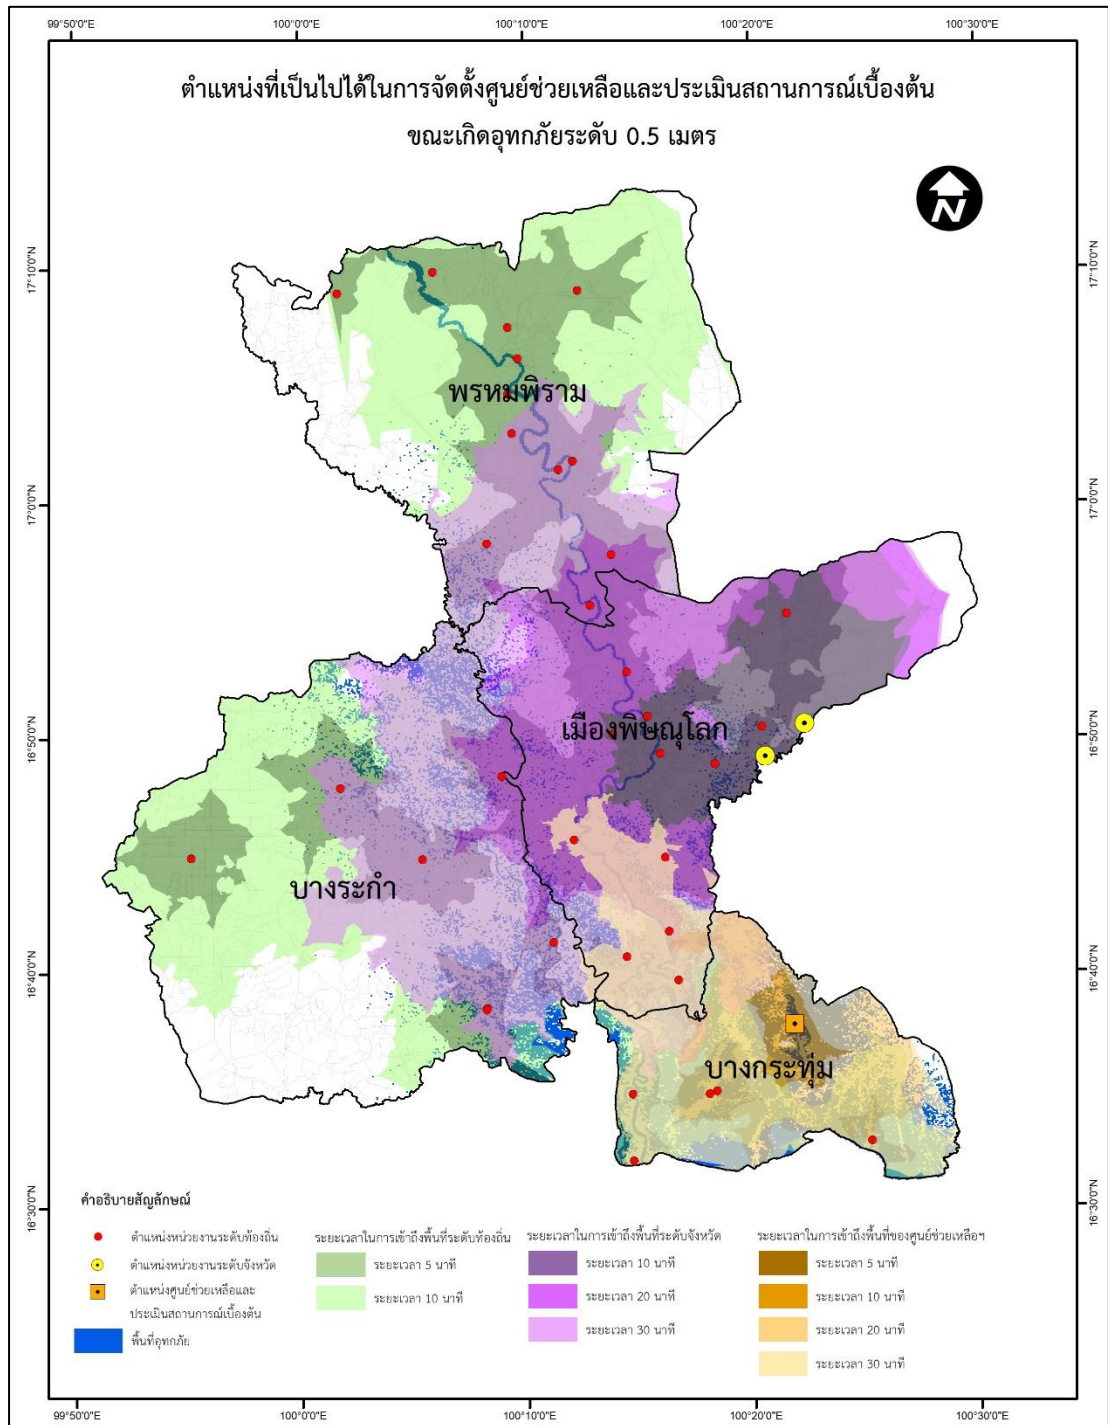 99°50'0"E 100°0'0"E 100°10'0"E 100°20'0"E 100°30'0"E
ตำแหน่งที่เป็นไปได้ในการจัดตั้งศูนย์ช่วยเหลือและประเมินสถานการณ์เบื้องต้น
ขณะเกิดอุทกภัยระดับ 0.5 เมตร
N
17°10'0"N 17°10'0"N
พรหมพิราม
17°0'0"N 17°0'0"N
เมืองพิษณุโลก
16°50'0"N 16°50'0"N
บางระกำ
16°40'0"N 16°40'0"N
บางกระทุ่ม
16°30'0"N 16°30'0"N
คำอธิบายสัญลักษณ์
ตำแหน่งหน่วยงานระดับท้องถิ่น
ตำแหน่งหน่วยงานระดับจังหวัด
ตำแหน่งศูนย์ช่วยเหลือและ
ประเมินสถานการณ์เบื้องต้น
พื้นที่อุทกภัย
ระยะเวลาในการเข้าถึงพื้นที่ระดับท้องถิ่น
ระยะเวลา 5 นาที
ระยะเวลา 10 นาที
ระยะเวลาในการเข้าถึงพื้นที่ระดับจังหวัด
ระยะเวลา 10 นาที
ระยะเวลา 20 นาที
ระยะเวลา 30 นาที
ระยะเวลาในการเข้าถึงพื้นที่ของศูนย์ช่วยเหลือฯ
ระยะเวลา 5 นาที
ระยะเวลา 10 นาที
ระยะเวลา 20 นาที
ระยะเวลา 30 นาที
99°50'0"E 100°0'0"E 100°10'0"E 100°20'0"E 100°30'0"E